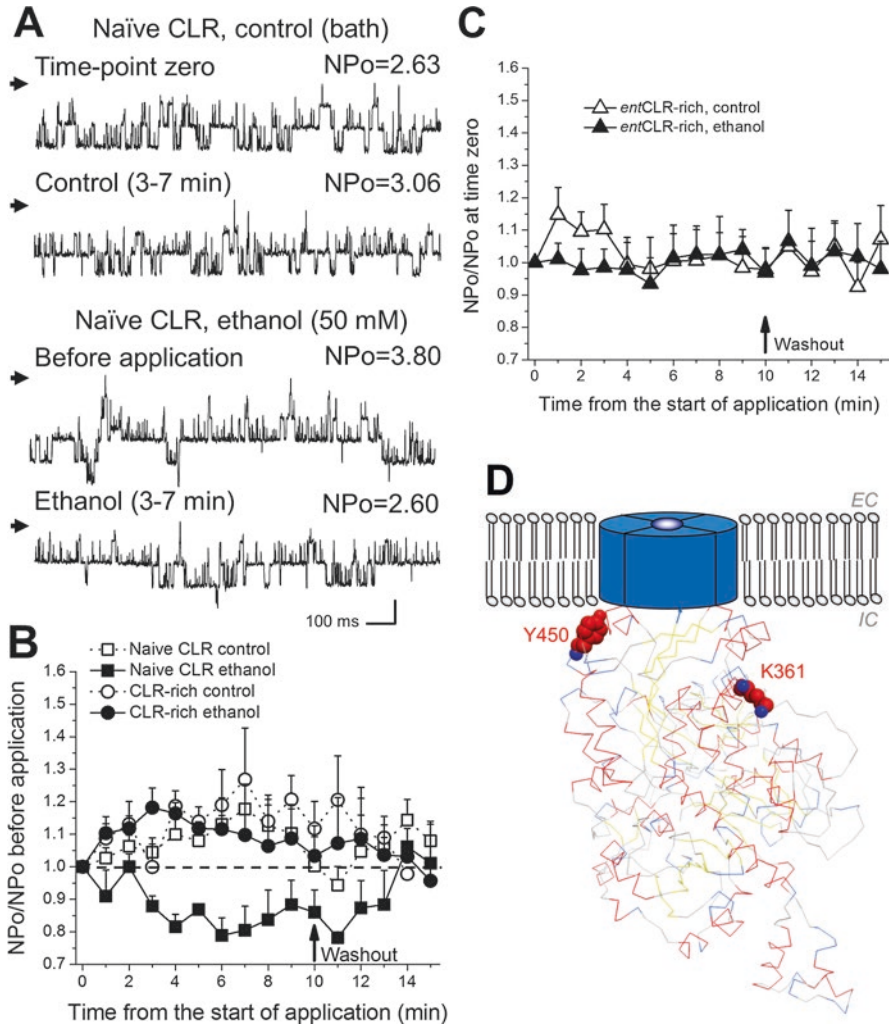 A
Naïve CLR, control (bath)
Time-point zero NPo=2.63
Control (3-7 min) NPo=3.06
Naïve CLR, ethanol (50 mM)
Before application NPo=3.80
Ethanol (3-7 min) NPo=2.60
100 ms
B
Naive CLR control
Naive CLR ethanol
CLR-rich control
CLR-rich ethanol
NPo/NPo before application
1.6
1.5
1.4
1.3
1.2
1.1
1.0
0.9
0.8
0.7
Washout
0 2 4 6 8 10 12 14
Time from the start of application (min)
C
entCLR-rich, control
entCLR-rich, ethanol
NPo/NPo at time zero
1.6
1.5
1.4
1.3
1.2
1.1
1.0
0.9
0.8
0.7
Washout
0 2 4 6 8 10 12 14
Time from the start of application (min)
D
EC
IC
Y450
K361